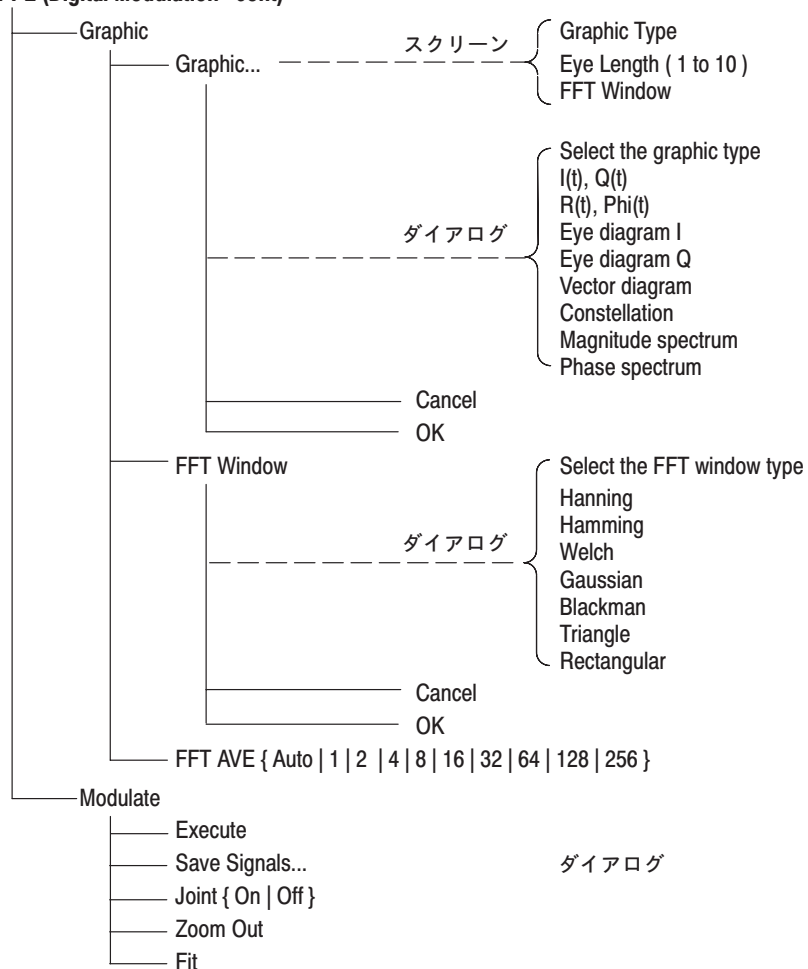 (Digital Modulation
Graphic
Graphic...
スクリーン
Graphic Type
Eye Length ( 1 to 10 )
FFT Window
ダイアログ
Select the graphic type
I(t), Q(t)
R(t), Phi(t)
Eye diagram I
Eye diagram Q
Vector diagram
Constellation
Magnitude spectrum
Phase spectrum
Cancel
OK
FFT Window
ダイアログ
Select the FFT window type
Hanning
Hamming
Welch
Gaussian
Blackman
Triangle
Rectangular
Cancel
OK
FFT AVE { Auto | 1 | 2 | 4 | 8 | 16 | 32 | 64 | 128 | 256 }
Modulate
Execute
Save Signals... ダイアログ
Joint { On | Off }
Zoom Out
Fit